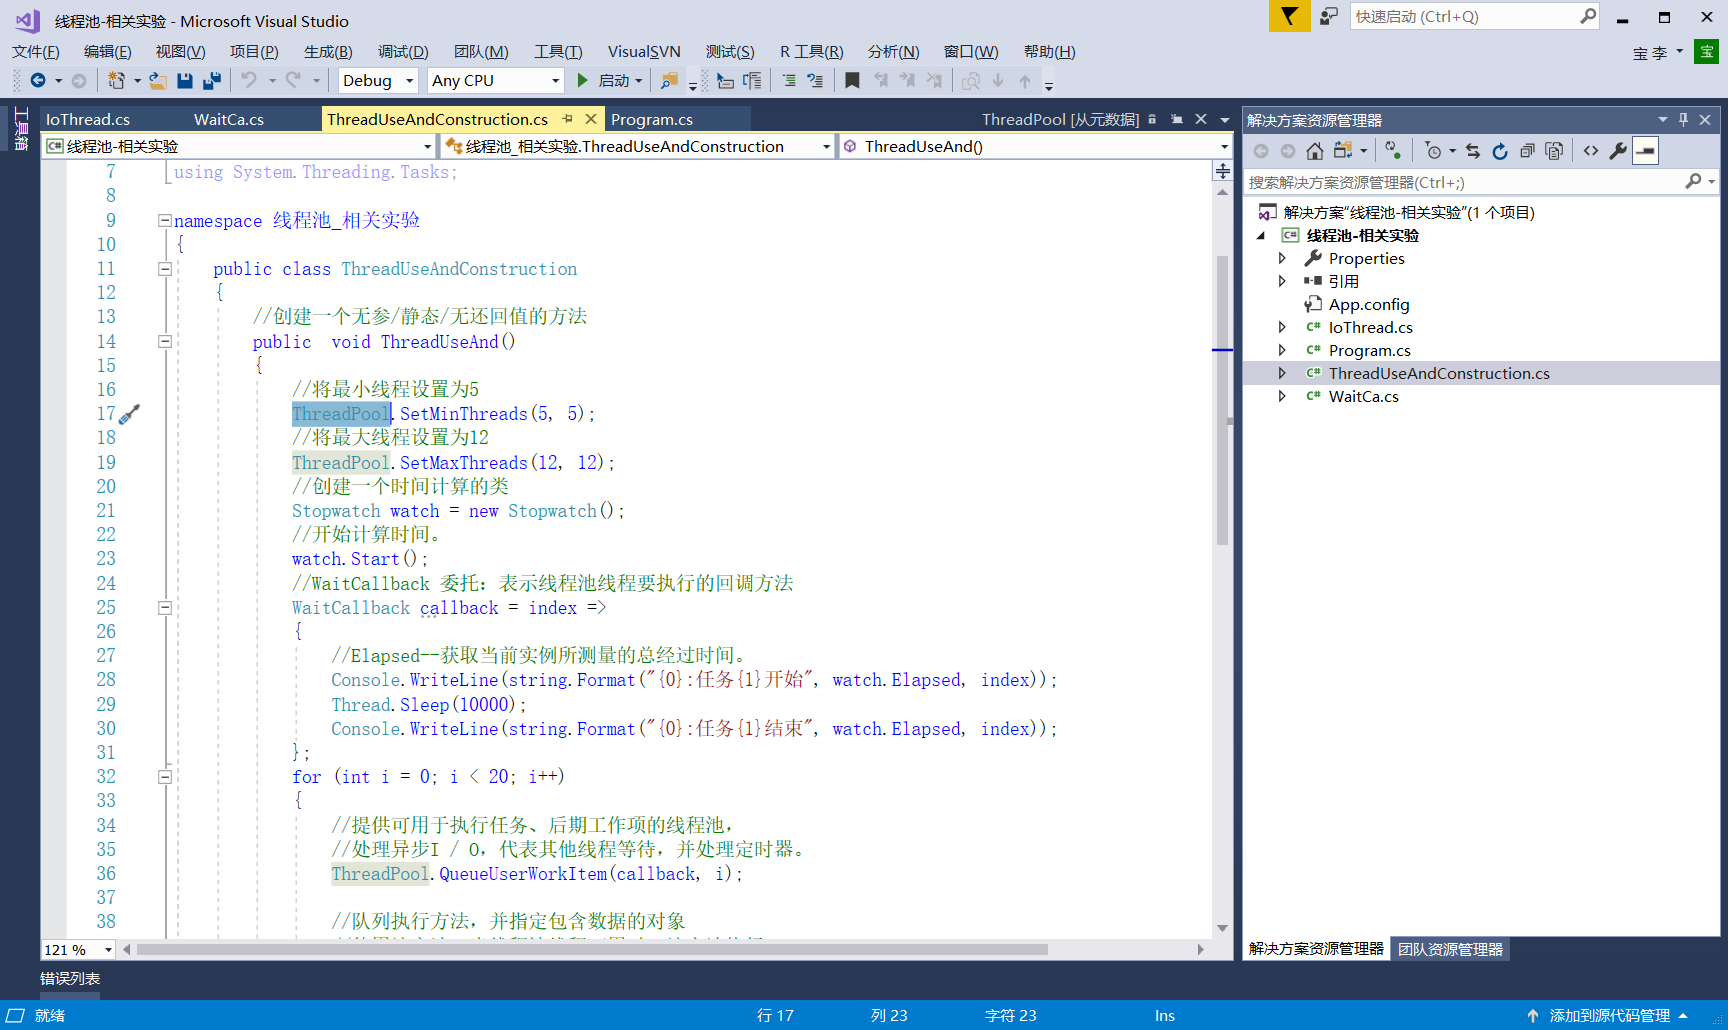 线程池-相关实验 - Microsoft Visual Studio
快速启动 (Ctrl+Q)
文件(F) 编辑(E) 视图(V) 项目(P) 生成(B) 调试(D) 团队(M) 工具(T) VisualSVN 测试(S) R 工具(R) 分析(N) 窗口(W) 帮助(H)
宝 李 宝
Debug Any CPU 启动
工具箱
IoThread.cs WaitCa.cs ThreadUseAndConstruction.cs Program.cs ThreadPool [从元数据]
线程池-相关实验 线程池_相关实验.ThreadUseAndConstruction ThreadUseAnd()
7 using System.Threading.Tasks;
8
9 namespace 线程池_相关实验
10 {
11 public class ThreadUseAndConstruction
12 {
13 //创建一个无参/静态/无还回值的方法
14 public  void ThreadUseAnd()
15 {
16 //将最小线程设置为5
17 ThreadPool.SetMinThreads(5, 5);
18 //将最大线程设置为12
19 ThreadPool.SetMaxThreads(12, 12);
20 //创建一个时间计算的类
21 Stopwatch watch = new Stopwatch();
22 //开始计算时间。
23 watch.Start();
24 //WaitCallback 委托：表示线程池线程要执行的回调方法
25 WaitCallback callback = index =>
26 {
27 //Elapsed--获取当前实例所测量的总经过时间。
28 Console.WriteLine(string.Format("{0}:任务{1}开始", watch.Elapsed, index));
29 Thread.Sleep(10000);
30 Console.WriteLine(string.Format("{0}:任务{1}结束", watch.Elapsed, index));
31 };
32 for (int i = 0; i < 20; i++)
33 {
34 //提供可用于执行任务、后期工作项的线程池，
35 //处理异步I / O，代表其他线程等待，并处理定时器。
36 ThreadPool.QueueUserWorkItem(callback, i);
37
38 //队列执行方法，并指定包含数据的对象
121 %
错误列表
解决方案资源管理器
搜索解决方案资源管理器(Ctrl+;)
解决方案"线程池-相关实验"(1 个项目)
C# 线程池-相关实验
Properties
引用
App.config
C# IoThread.cs
C# Program.cs
C# ThreadUseAndConstruction.cs
C# WaitCa.cs
解决方案资源管理器 团队资源管理器
就绪 行 17 列 23 字符 23 Ins 添加到源代码管理